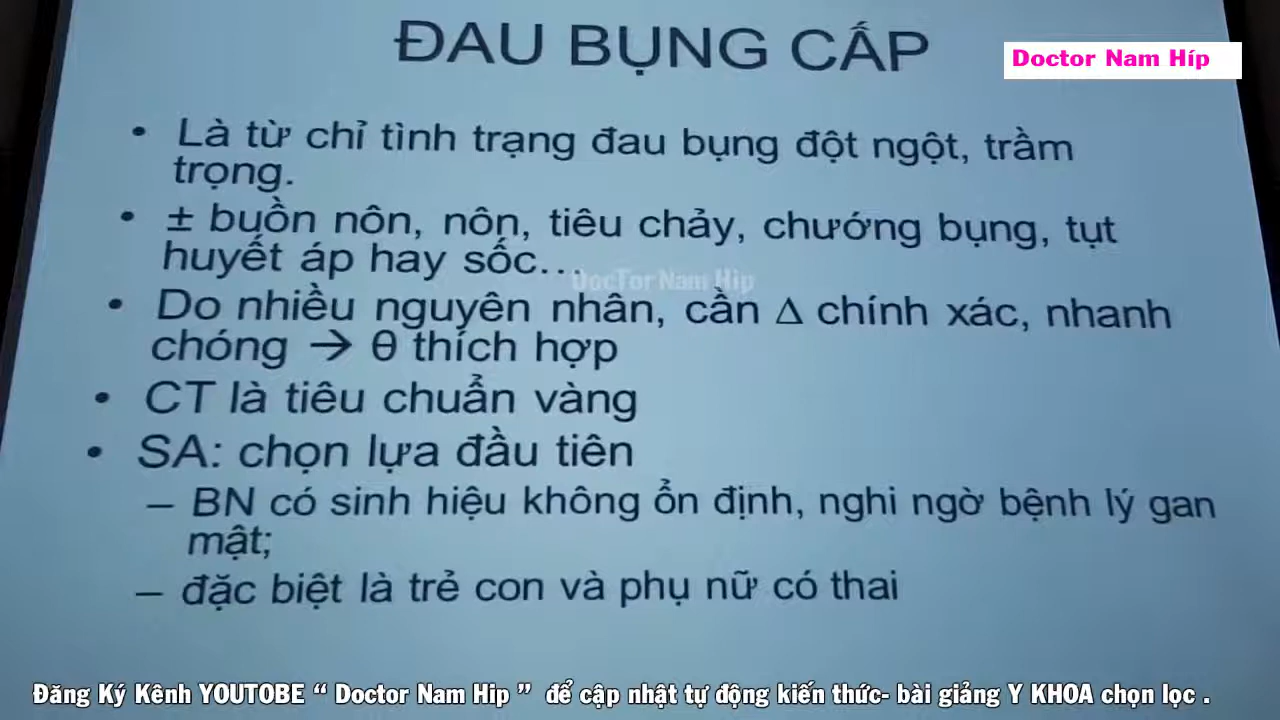 ĐAU BỤNG CẤP
Doctor Nam Híp
• Là từ chỉ tình trạng đau bụng đột ngột, trầm
trọng.
• ± buồn nôn, nôn, tiêu chảy, chướng bụng, tụt
huyết áp hay sốc...
DocTor Nam Hip
• Do nhiều nguyên nhân, cần Δ chính xác, nhanh
chóng → θ thích hợp
• CT là tiêu chuẩn vàng
• SA: chọn lựa đầu tiên
– BN có sinh hiệu không ổn định, nghi ngờ bệnh lý gan
mật;
– đặc biệt là trẻ con và phụ nữ có thai
Đăng Ký Kênh YOUTOBE “ Doctor Nam Hip ” để cập nhật tự động kiến thức- bài giảng Y KHOA chọn lọc .